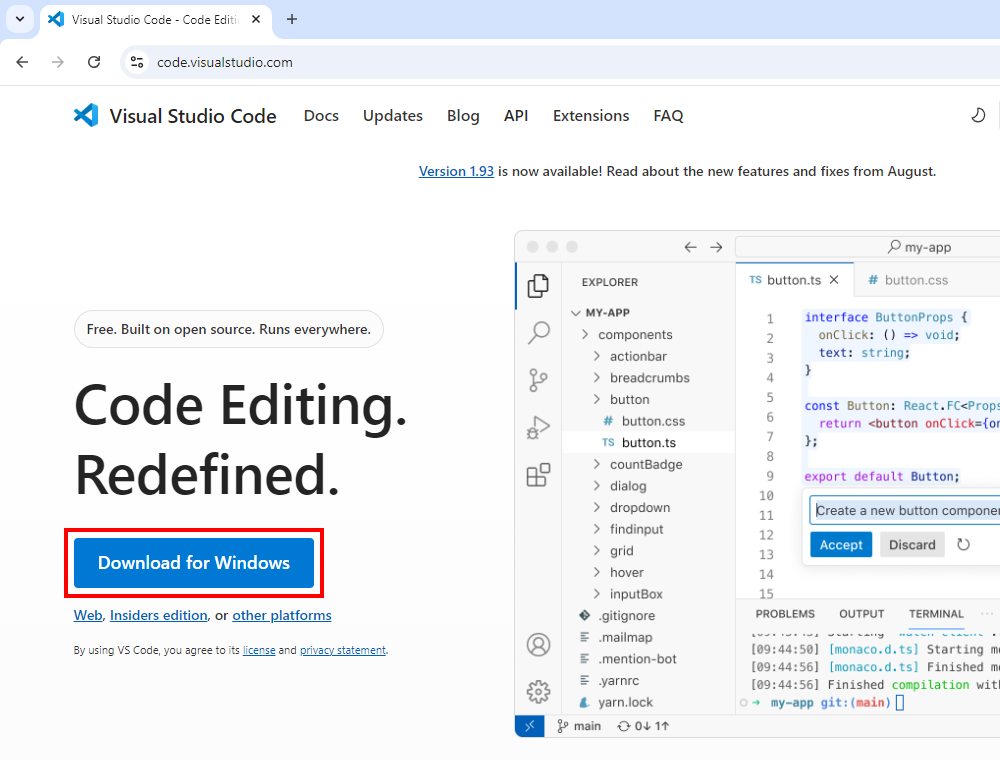 Visual Studio Code - Code Editi
code.visualstudio.com
Visual Studio Code Docs Updates Blog API Extensions FAQ
Version 1.93 is now available! Read about the new features and fixes from August.
Free. Built on open source. Runs everywhere.
Code Editing.
Redefined.
Download for Windows
Web, Insiders edition, or other platforms
By using VS Code, you agree to its license and privacy statement.
my-app
EXPLORER
MY-APP
components
actionbar
breadcrumbs
button
# button.css
TS button.ts
countBadge
dialog
dropdown
findinput
grid
hover
inputBox
.gitignore
.mailmap
.mention-bot
.yarnrc
yarn.lock
TS button.ts # button.css
1 interface ButtonProps {
2 onClick: () => void;
3 text: string;
4 }
5
6 const Button: React.FC<Props
7 return <button onClick={on
8 };
9
10 export default Button;
11 Create a new button componen
12
13 Accept Discard
14
15
PROBLEMS OUTPUT TERMINAL ...
[09:44:50] [monaco.d.ts] Starting mo
[09:44:56] [monaco.d.ts] Finished mo
[09:44:56] Finished compilation with
my-app git:(main)
main 0↓ 1↑